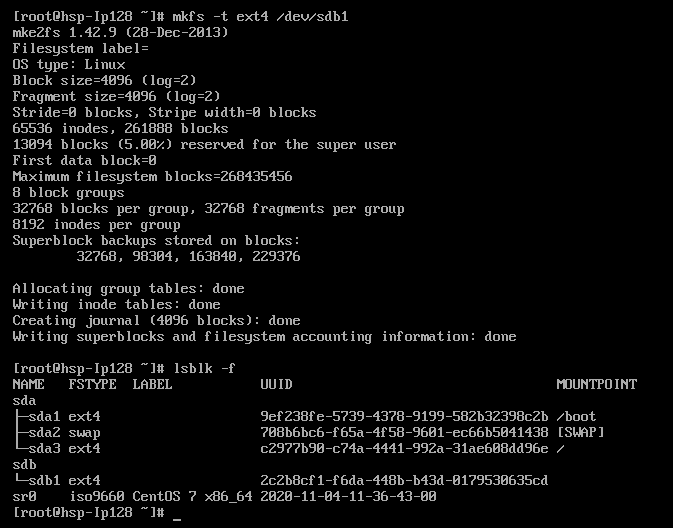 [root@hsp-Ip128 ~]# mkfs -t ext4 /dev/sdb1
mke2fs 1.42.9 (28-Dec-2013)
Filesystem label=
OS type: Linux
Block size=4096 (log=2)
Fragment size=4096 (log=2)
Stride=0 blocks, Stripe width=0 blocks
65536 inodes, 261888 blocks
13094 blocks (5.00%) reserved for the super user
First data block=0
Maximum filesystem blocks=268435456
8 block groups
32768 blocks per group, 32768 fragments per group
8192 inodes per group
Superblock backups stored on blocks:
        32768, 98304, 163840, 229376

Allocating group tables: done
Writing inode tables: done
Creating journal (4096 blocks): done
Writing superblocks and filesystem accounting information: done

[root@hsp-Ip128 ~]# lsblk -f
NAME   FSTYPE  LABEL           UUID                                 MOUNTPOINT
sda
├─sda1 ext4                    9ef238fe-5739-4378-9199-582b32398c2b /boot
├─sda2 swap                    708b6bc6-f65a-4f58-9601-ec66b5041438 [SWAP]
└─sda3 ext4                    c2977b90-c74a-4441-992a-31ae608dd96e /
sdb
└─sdb1 ext4                    2c2b8cf1-f6da-448b-b43d-0179530635cd
sr0    iso9660 CentOS 7 x86_64 2020-11-04-11-36-43-00
[root@hsp-Ip128 ~]# _